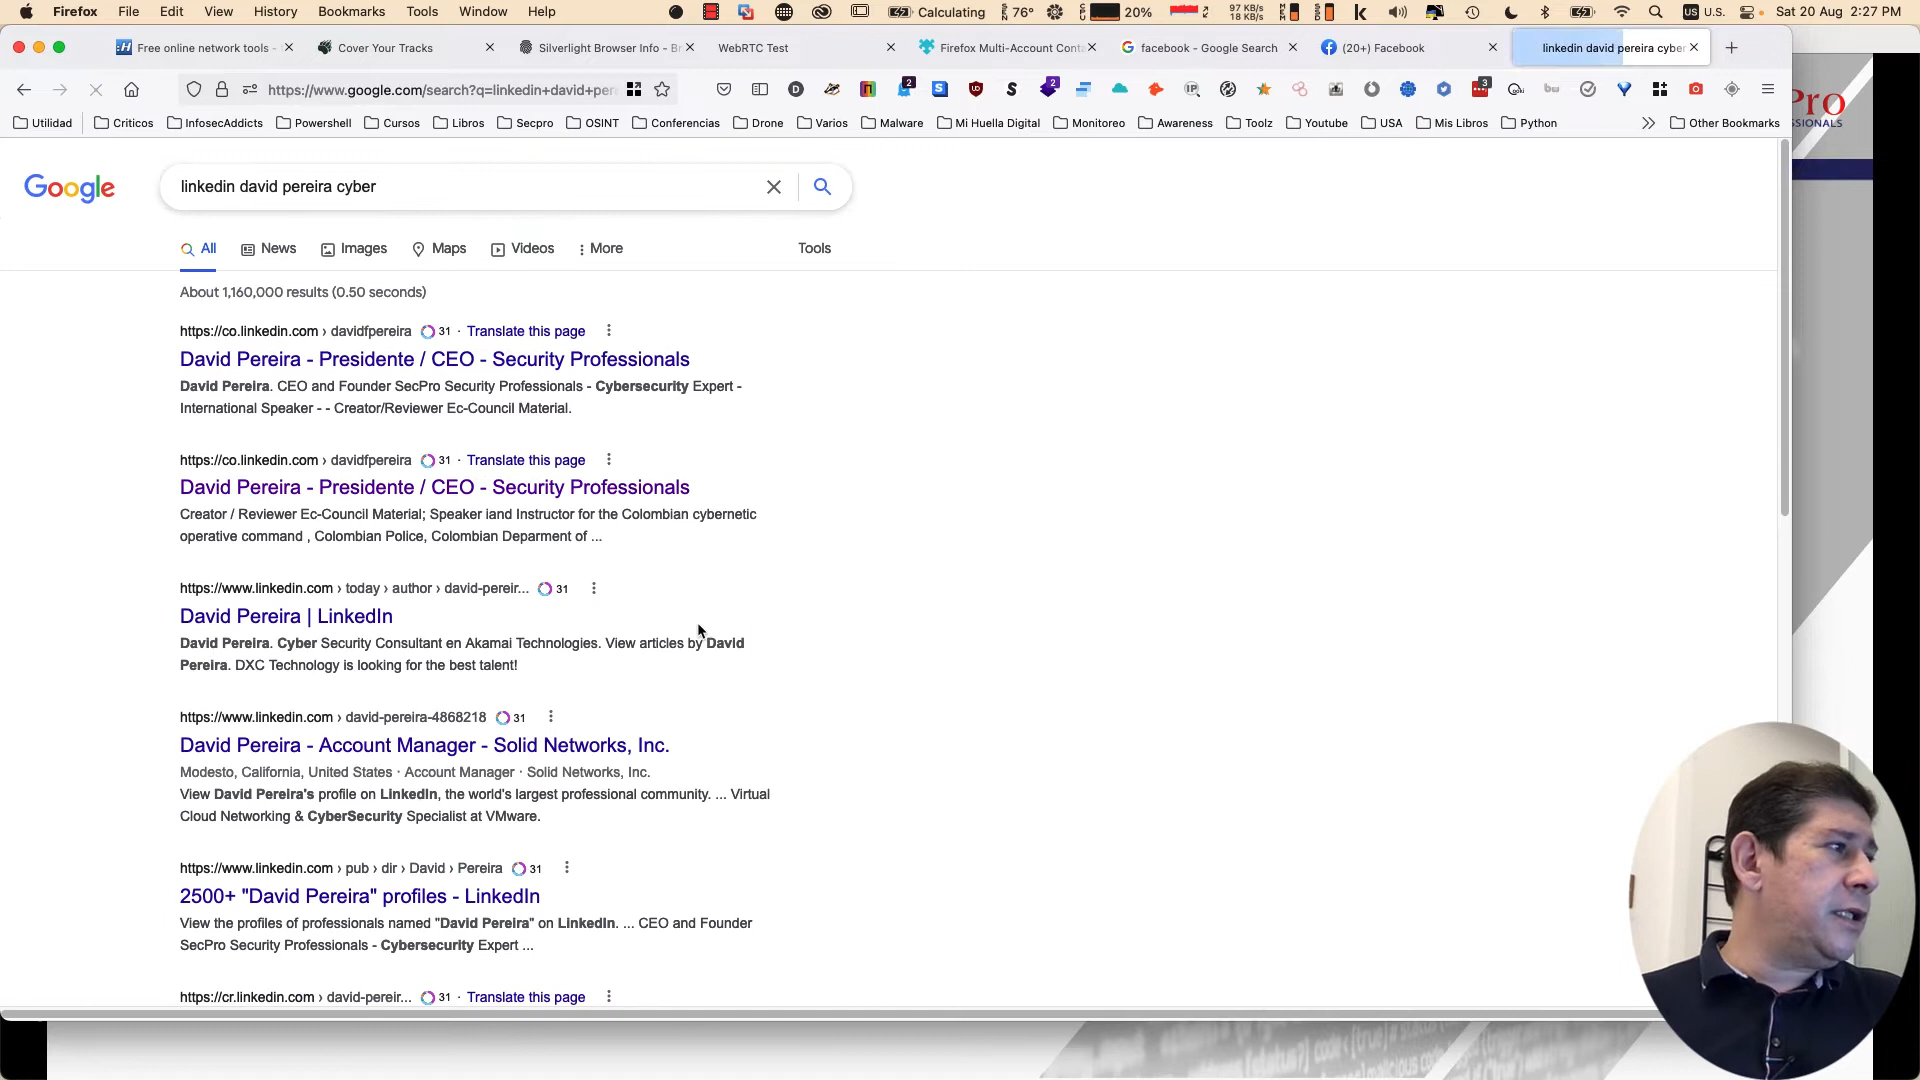 Firefox File Edit View History Bookmarks Tools Window Help Calculating 76° 20% 97 KB/s 18 KB/s U.S. Sat 20 Aug 2:27 PM
Free online network tools - Cover Your Tracks Silverlight Browser Info - Br WebRTC Test Firefox Multi-Account Conta facebook - Google Search (20+) Facebook linkedin david pereira cyber
https://www.google.com/search?q=linkedin+david+per 2 2 3
Utilidad Criticos InfosecAddicts Powershell Cursos Libros Secpro OSINT Conferencias Drone Varios Malware Mi Huella Digital Monitoreo Awareness Toolz Youtube USA Mis Libros Python Other Bookmarks
Pro
SSIONALS
Google linkedin david pereira cyber
All News Images Maps Videos More Tools
About 1,160,000 results (0.50 seconds)
https://co.linkedin.com › davidfpereira 31 · Translate this page
David Pereira - Presidente / CEO - Security Professionals
David Pereira. CEO and Founder SecPro Security Professionals - Cybersecurity Expert -
International Speaker - - Creator/Reviewer Ec-Council Material.
https://co.linkedin.com › davidfpereira 31 · Translate this page
David Pereira - Presidente / CEO - Security Professionals
Creator / Reviewer Ec-Council Material; Speaker iand Instructor for the Colombian cybernetic
operative command , Colombian Police, Colombian Deparment of ...
https://www.linkedin.com › today › author › david-pereir... 31
David Pereira | LinkedIn
David Pereira. Cyber Security Consultant en Akamai Technologies. View articles by David
Pereira. DXC Technology is looking for the best talent!
https://www.linkedin.com › david-pereira-4868218 31
David Pereira - Account Manager - Solid Networks, Inc.
Modesto, California, United States · Account Manager · Solid Networks, Inc.
View David Pereira's profile on LinkedIn, the world's largest professional community. ... Virtual
Cloud Networking & CyberSecurity Specialist at VMware.
https://www.linkedin.com › pub › dir › David › Pereira 31
2500+ "David Pereira" profiles - LinkedIn
View the profiles of professionals named "David Pereira" on LinkedIn. ... CEO and Founder
SecPro Security Professionals - Cybersecurity Expert ...
https://cr.linkedin.com › david-pereir... 31 · Translate this page